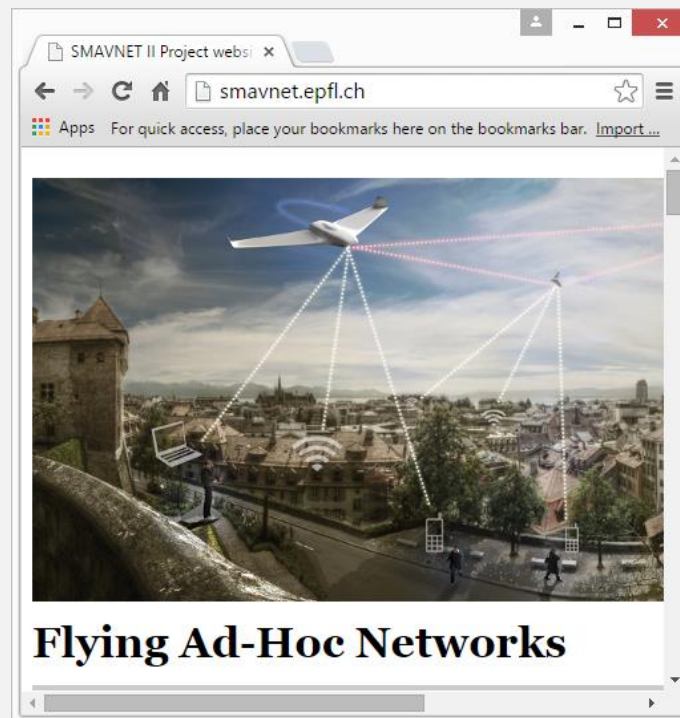 SMAVNET II Project websi
smavnet.epfl.ch
Apps For quick access, place your bookmarks here on the bookmarks bar. Import ...
Flying Ad-Hoc Networks